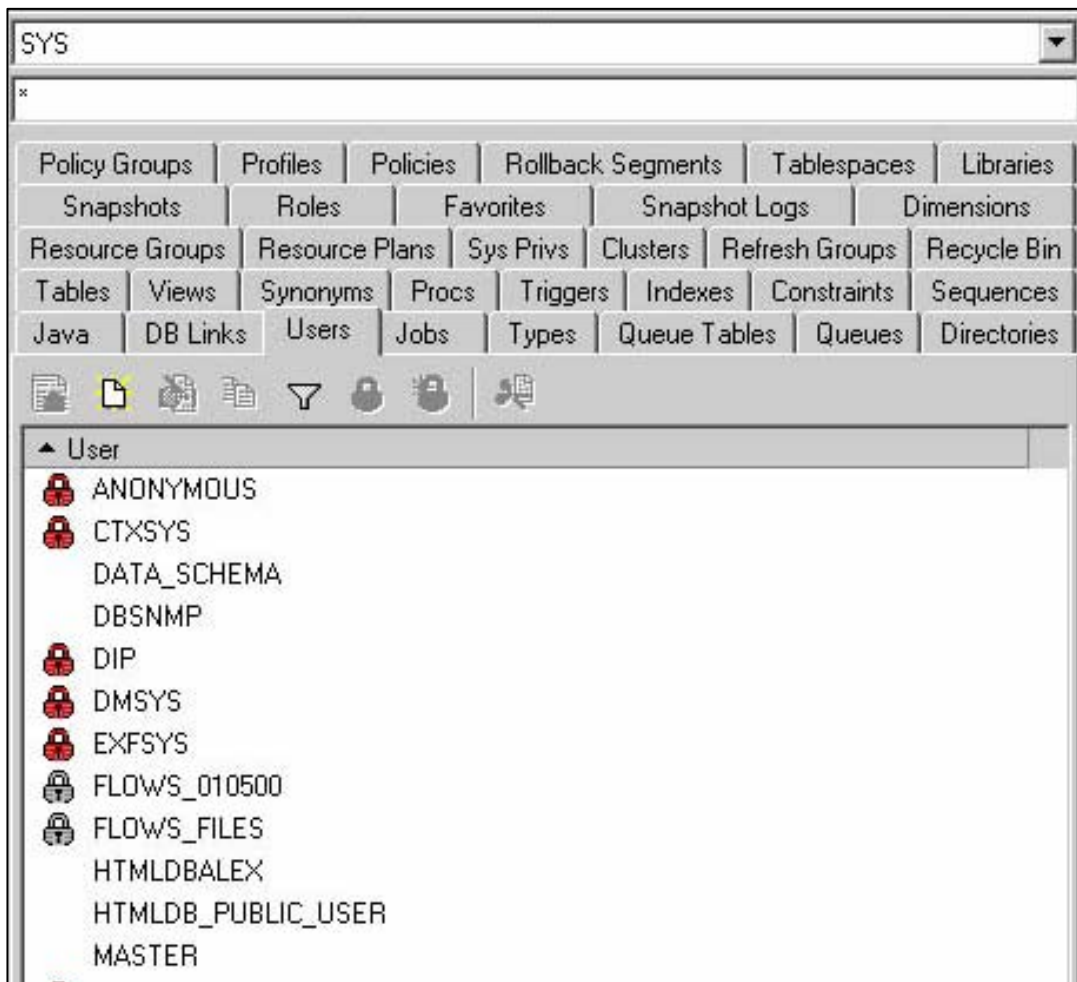 SYS
*
Policy Groups Profiles Policies Rollback Segments Tablespaces Libraries
Snapshots Roles Favorites Snapshot Logs Dimensions
Resource Groups Resource Plans Sys Privs Clusters Refresh Groups Recycle Bin
Tables Views Synonyms Procs Triggers Indexes Constraints Sequences
Java DB Links Users Jobs Types Queue Tables Queues Directories
User
ANONYMOUS
CTXSYS
DATA_SCHEMA
DBSNMP
DIP
DMSYS
EXFSYS
FLOWS_010500
FLOWS_FILES
HTMLDBALEX
HTMLDB_PUBLIC_USER
MASTER